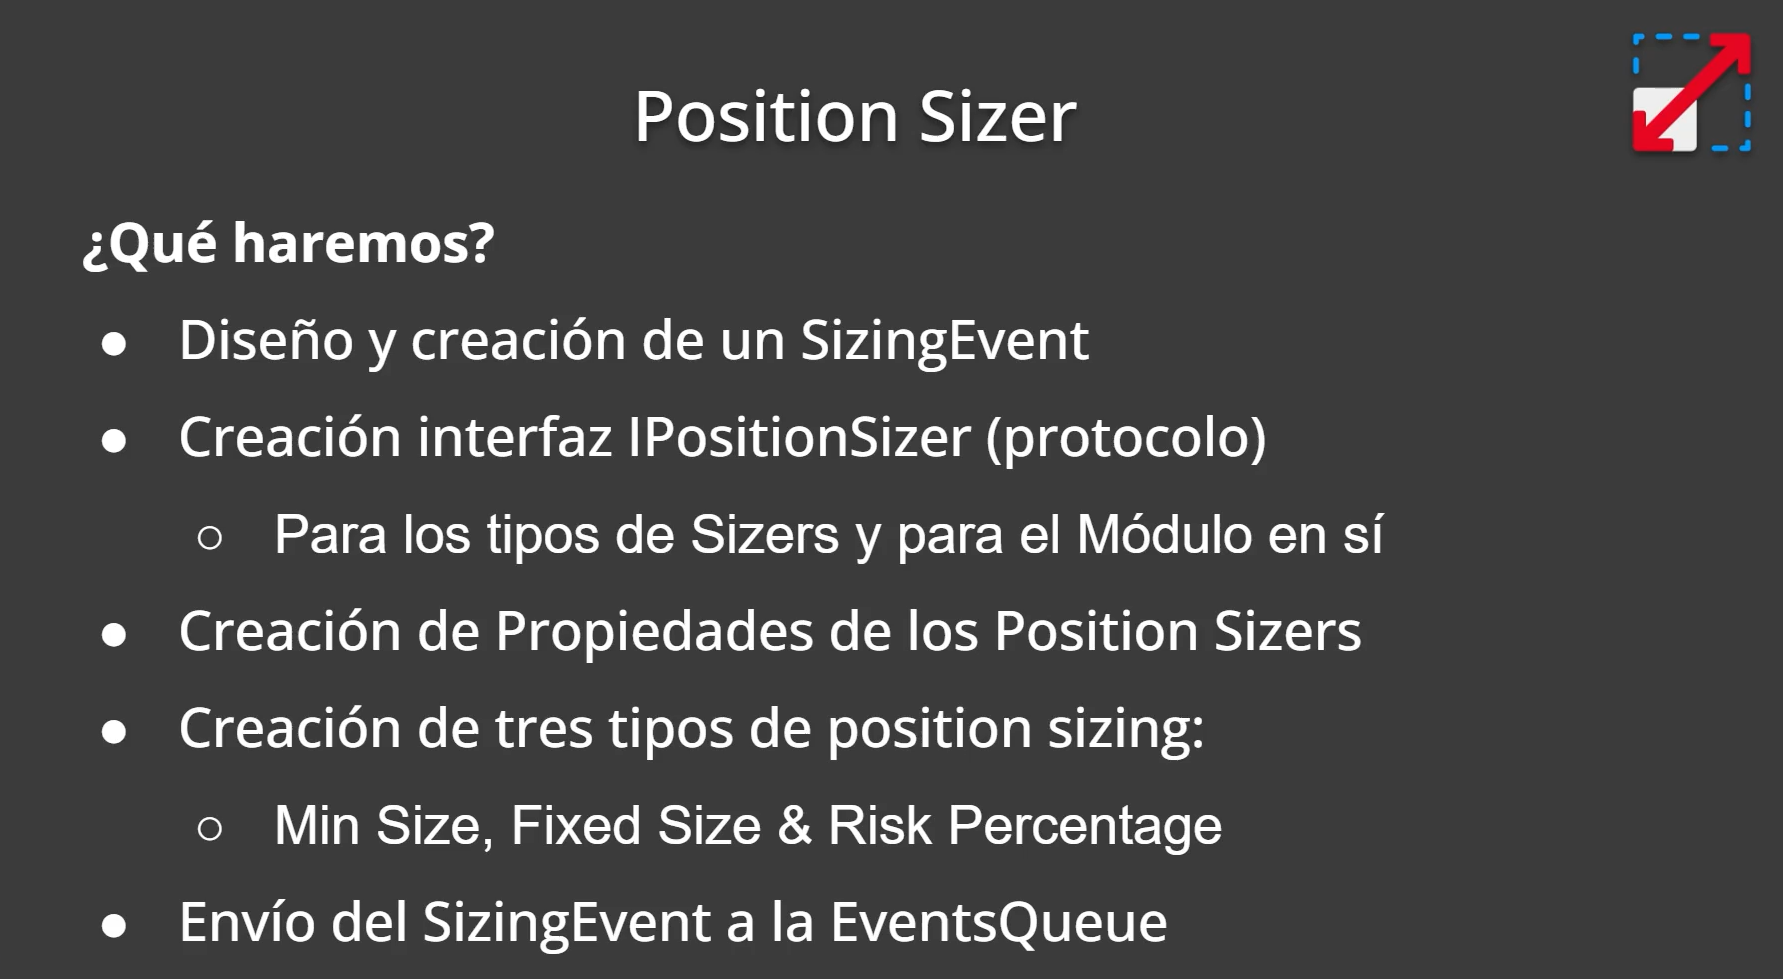 Position Sizer
¿Qué haremos?
● Diseño y creación de un SizingEvent
● Creación interfaz IPositionSizer (protocolo)
○ Para los tipos de Sizers y para el Módulo en sí
● Creación de Propiedades de los Position Sizers
● Creación de tres tipos de position sizing:
○ Min Size, Fixed Size & Risk Percentage
● Envío del SizingEvent a la EventsQueue